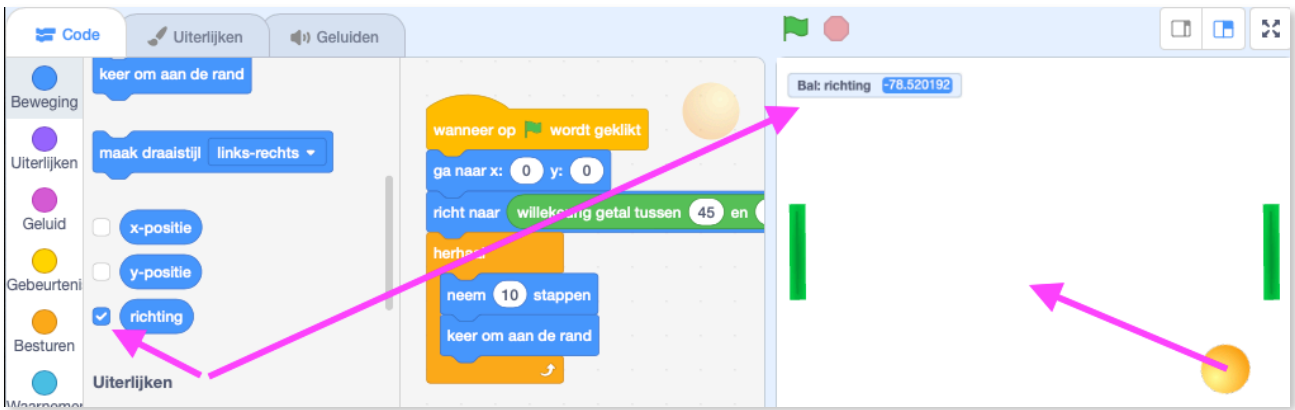 Code
Uiterlijken
Geluiden
Beweging
Uiterlijken
Geluid
Gebeurteni
Besturen
keer om aan de rand
maak draaistijl links-rechts
x-positie
y-positie
richting
Uiterlijken
wanneer op wordt geklikt
ga naar x: 0 y: 0
richt naar willekeurig getal tussen 45 en
herhaal
neem 10 stappen
keer om aan de rand
Bal: richting -78.520192